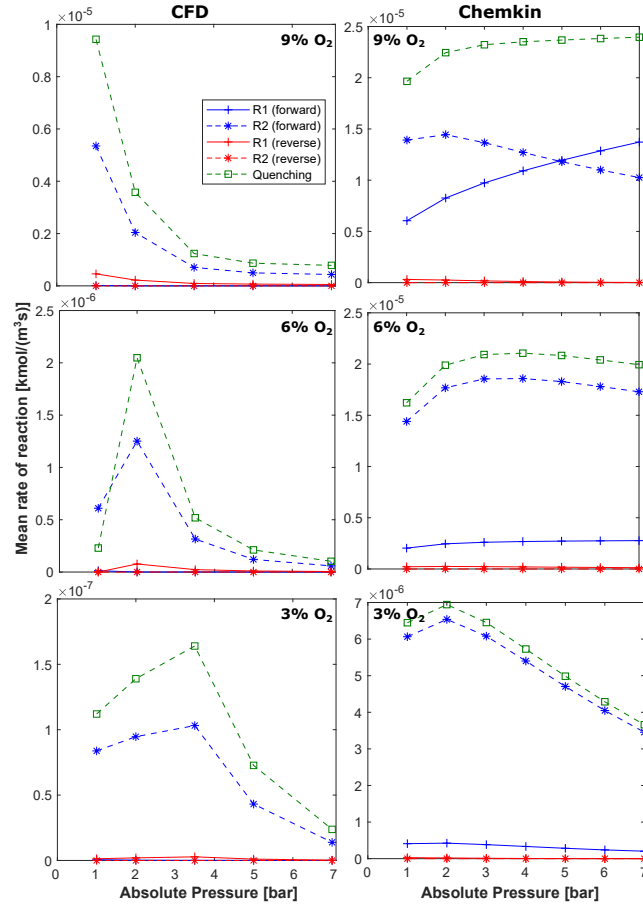 CFD
Chemkin
×10⁻⁵
9% O₂
1
0.8
0.6
0.4
0.2
0
R1 (forward)
R2 (forward)
R1 (reverse)
R2 (reverse)
Quenching
×10⁻⁵
9% O₂
2.5
2
1.5
1
0.5
0
×10⁻⁶
6% O₂
2.5
2
1.5
1
0.5
0
×10⁻⁵
6% O₂
2.5
2
1.5
1
0.5
0
Mean rate of reaction [kmol/(m³s)]
×10⁻⁷
3% O₂
2
1.5
1
0.5
0
0 1 2 3 4 5 6 7
Absolute Pressure [bar]
×10⁻⁶
3% O₂
7
6
5
4
3
2
1
0
0 1 2 3 4 5 6 7
Absolute Pressure [bar]